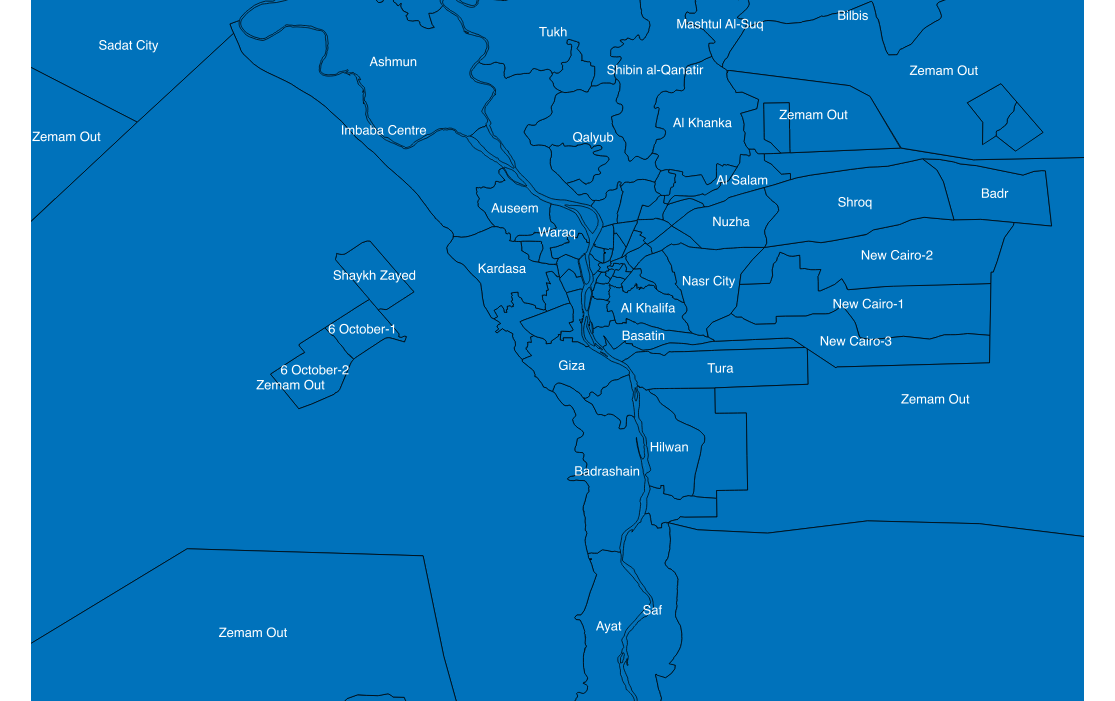 Bilbis
Mashtul Al-Suq
Tukh
Sadat City
Ashmun
Shibin al-Qanatir
Zemam Out
Zemam Out
Al Khanka
Imbaba Centre
Zemam Out
Qalyub
Al Salam
Badr
Shroq
Auseem
Nuzha
Waraq
New Cairo-2
Kardasa
Shaykh Zayed
Nasr City
New Cairo-1
Al Khalifa
6 October-1
Basatin
New Cairo-3
Giza
Tura
6 October-2
Zemam Out
Zemam Out
Hilwan
Badrashain
Saf
Ayat
Zemam Out